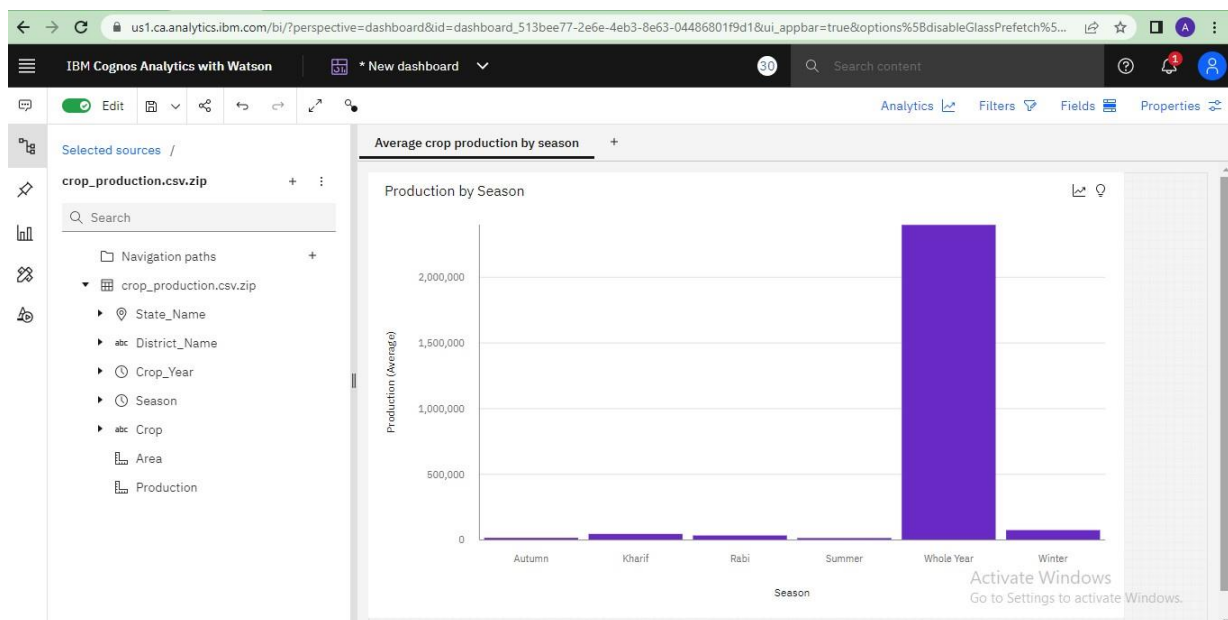 us1.ca.analytics.ibm.com/bi/?perspective=dashboard&id=dashboard_513bee77-2e6e-4eb3-8e63-04486801f9d1&ui_appbar=true&options%5BdisableGlassPrefetch%5...
A
IBM Cognos Analytics with Watson
* New dashboard
30
Search content
1
Edit
Analytics
Filters
Fields
Properties
Selected sources /
Average crop production by season
+
crop_production.csv.zip
+
Production by Season
Search
Navigation paths
+
crop_production.csv.zip
State_Name
abc District_Name
Crop_Year
Season
abc Crop
Area
Production
Production (Average)
2,000,000
1,500,000
1,000,000
500,000
0
Autumn Kharif Rabi Summer Whole Year Winter
Season
Activate Windows
Go to Settings to activate Windows.